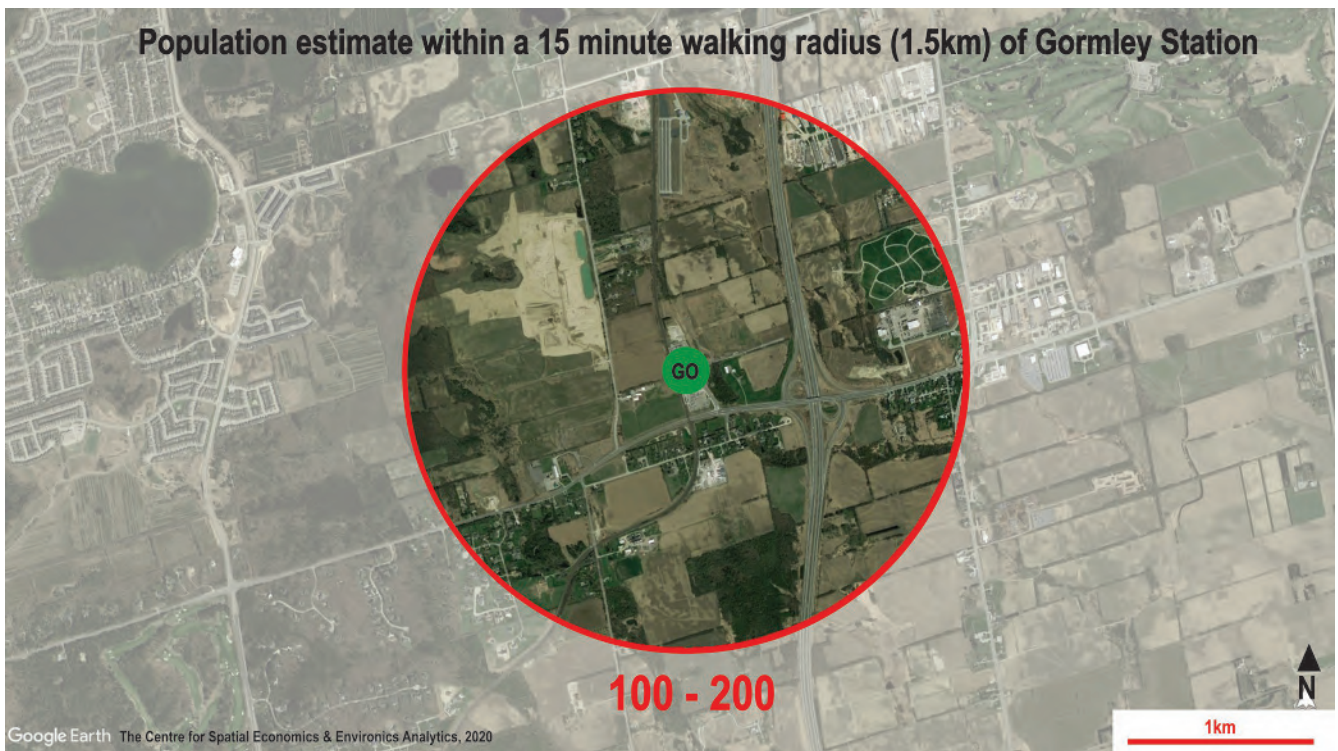 Population estimate within a 15 minute walking radius (1.5km) of Gormley Station
GO
100 - 200
N
1km
Google Earth The Centre for Spatial Economics & Environics Analytics, 2020